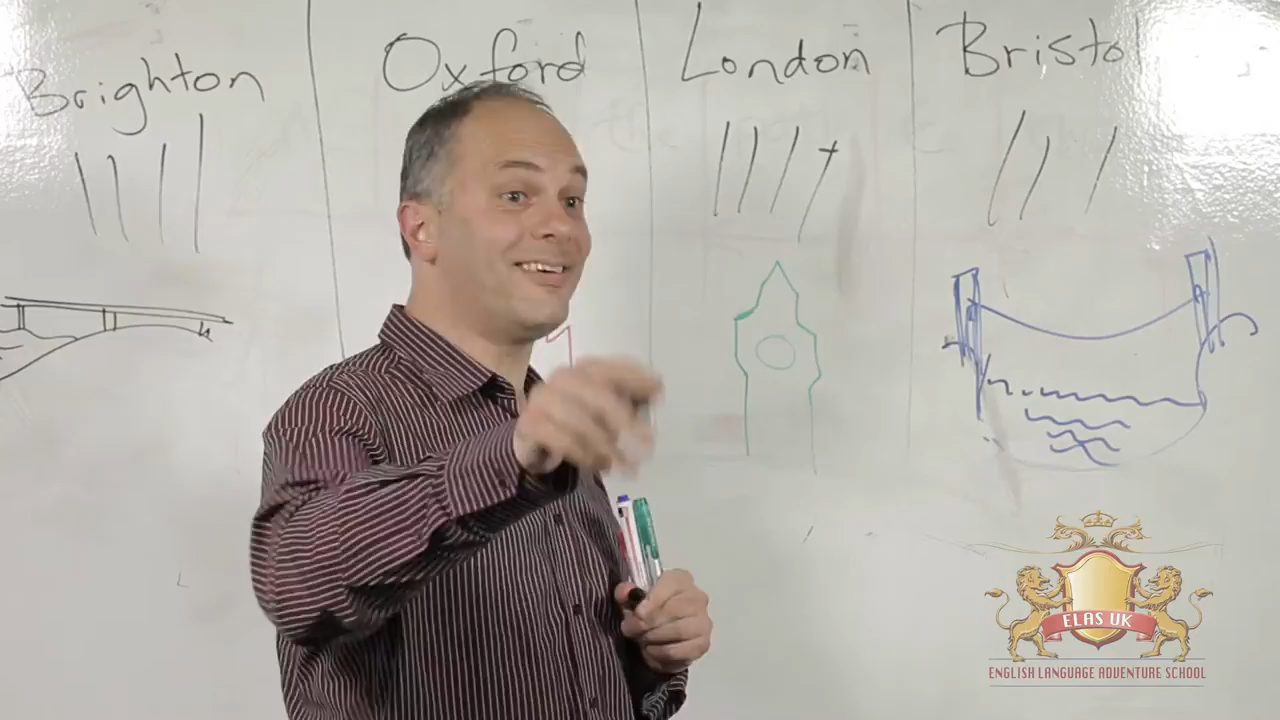 Brighton
Oxford
London
Bristol
ELAS UK
ENGLISH LANGUAGE ADVENTURE SCHOOL